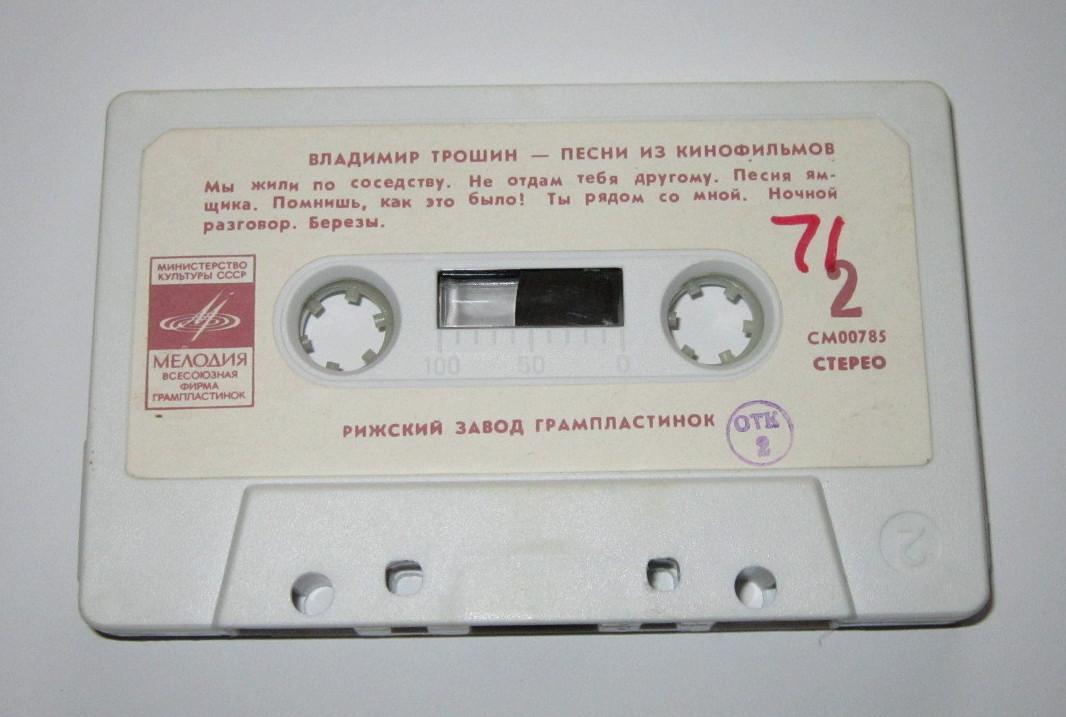 ВЛАДИМИР ТРОШИН — ПЕСНИ ИЗ КИНОФИЛЬМОВ
Мы жили по соседству. Не отдам тебя другому. Песня ям-
щика. Помнишь, как это было! Ты рядом со мной. Ночной
разговор. Березы.
71
2
СМ00785
СТЕРЕО
МИНИСТЕРСТВО
КУЛЬТУРЫ СССР
МЕЛОДИЯ
ВСЕСОЮЗНАЯ
ФИРМА
ГРАМПЛАСТИНОК
100 50 0
РИЖСКИЙ ЗАВОД ГРАМПЛАСТИНОК
ОТК
2
2